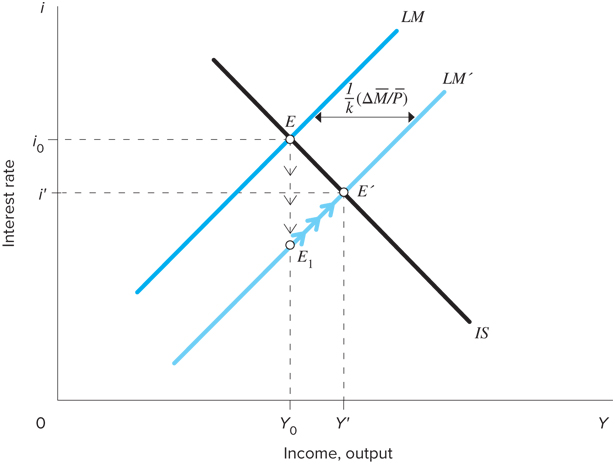 i
LM
LM´
1/k (ΔM̅/P̅)
E
i₀
i'
E´
E₁
IS
Interest rate
0
Y₀
Y'
Y
Income, output